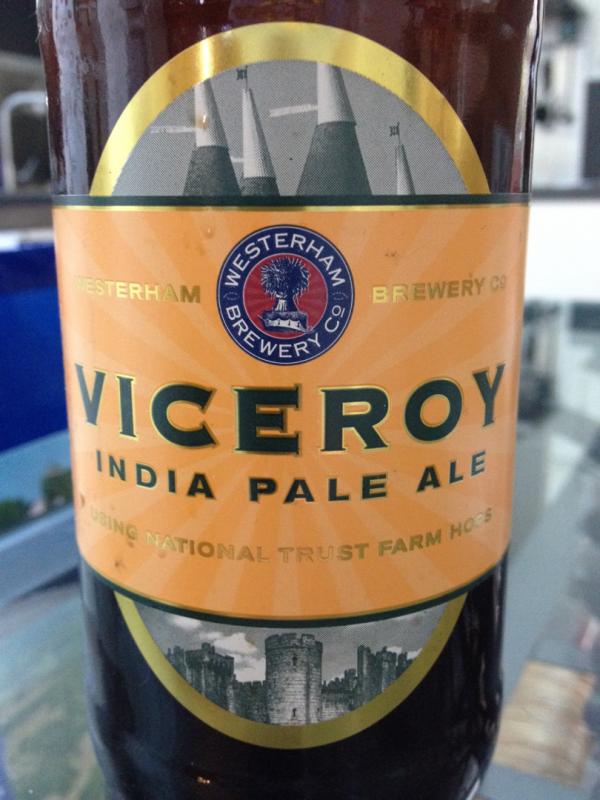 WESTERHAM
BREWERY Co
WESTERHAM BREWERY Co
VICEROY
INDIA PALE ALE
USING NATIONAL TRUST FARM HOPS